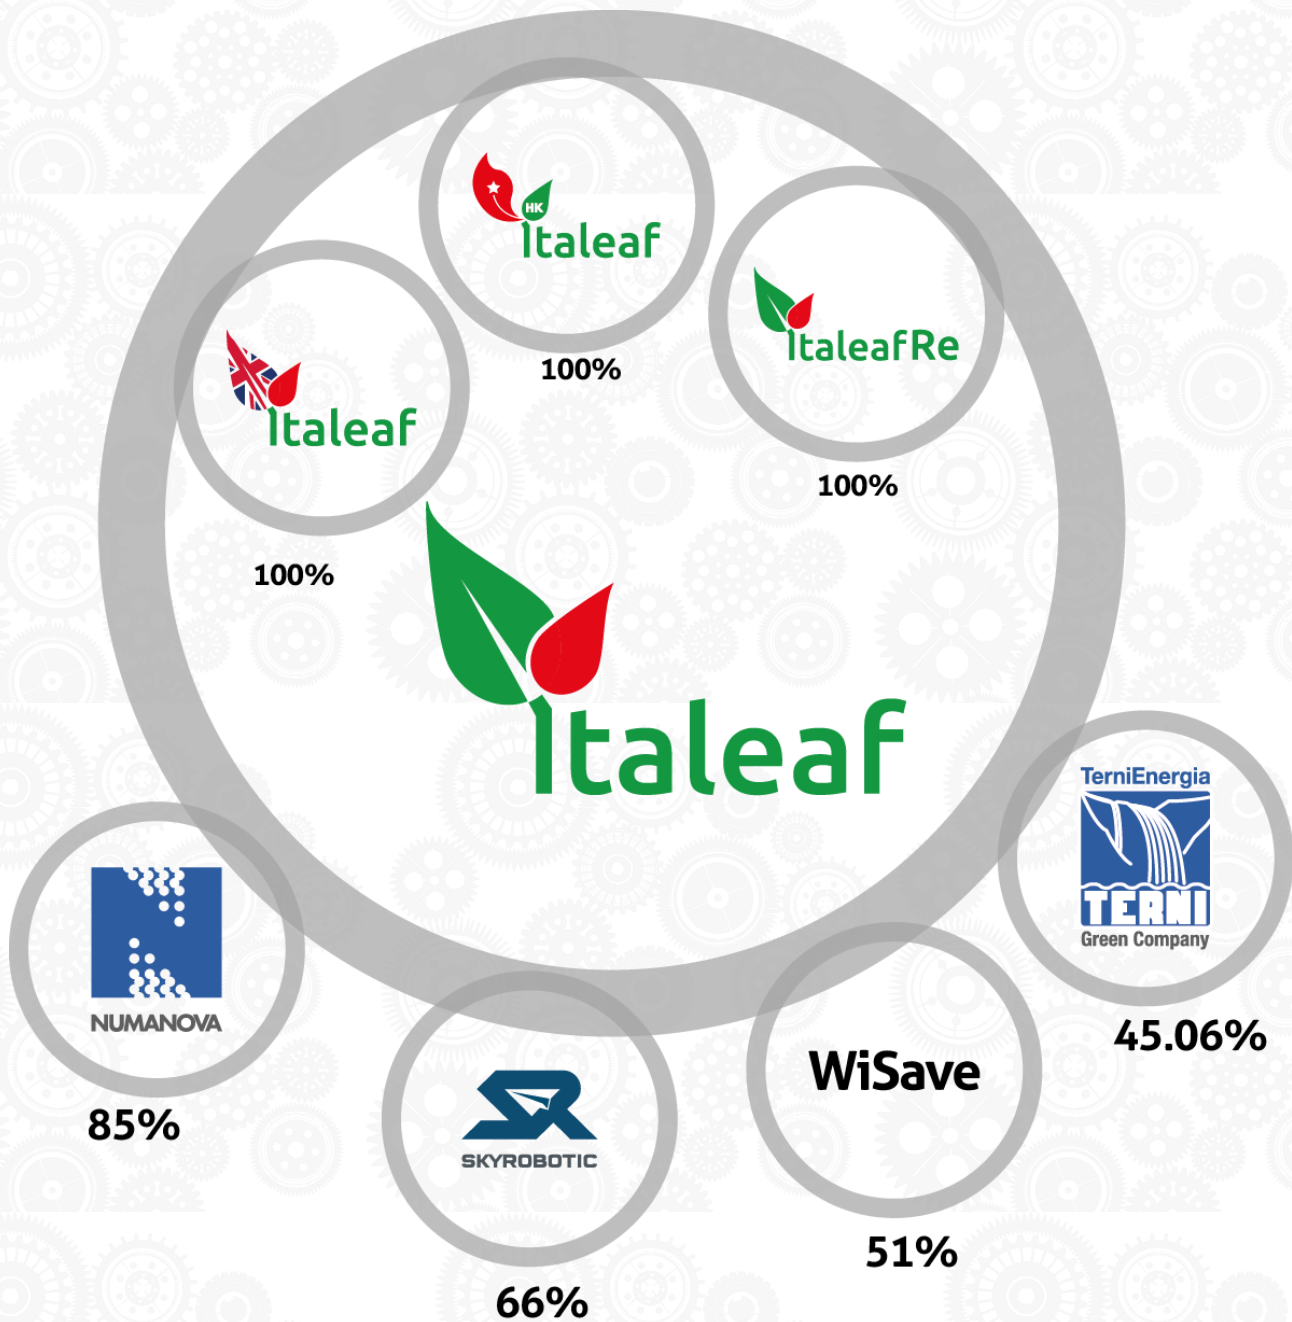 HK
Italeaf
100%
ItaleafRe
100%
Italeaf
100%
Italeaf
TerniEnergia
TERNI
Green Company
45.06%
NUMANOVA
85%
SKYROBOTIC
66%
WiSave
51%